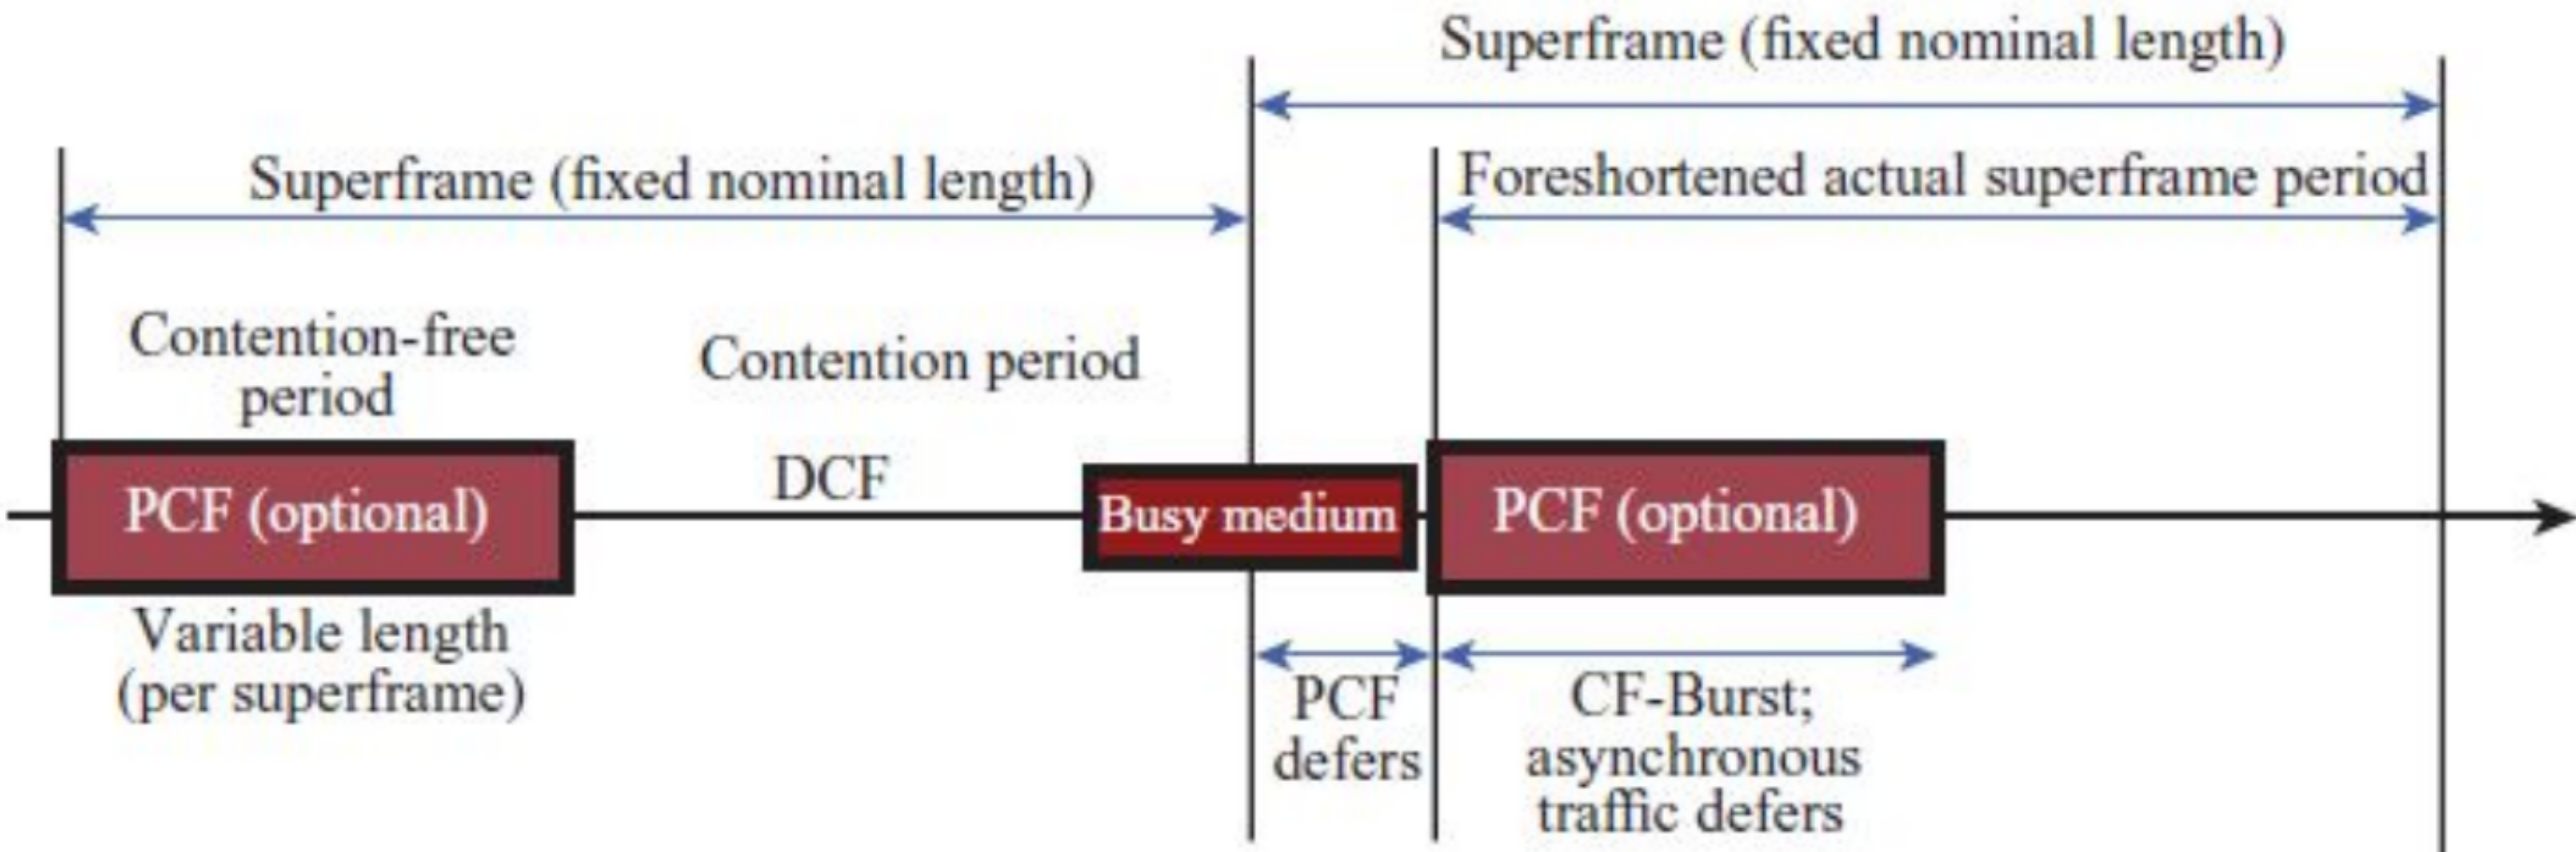 Superframe (fixed nominal length)
Superframe (fixed nominal length)
Foreshortened actual superframe period
Contention-free
period
Contention period
DCF
PCF (optional)
Busy medium
PCF (optional)
Variable length
(per superframe)
PCF
defers
CF-Burst;
asynchronous
traffic defers